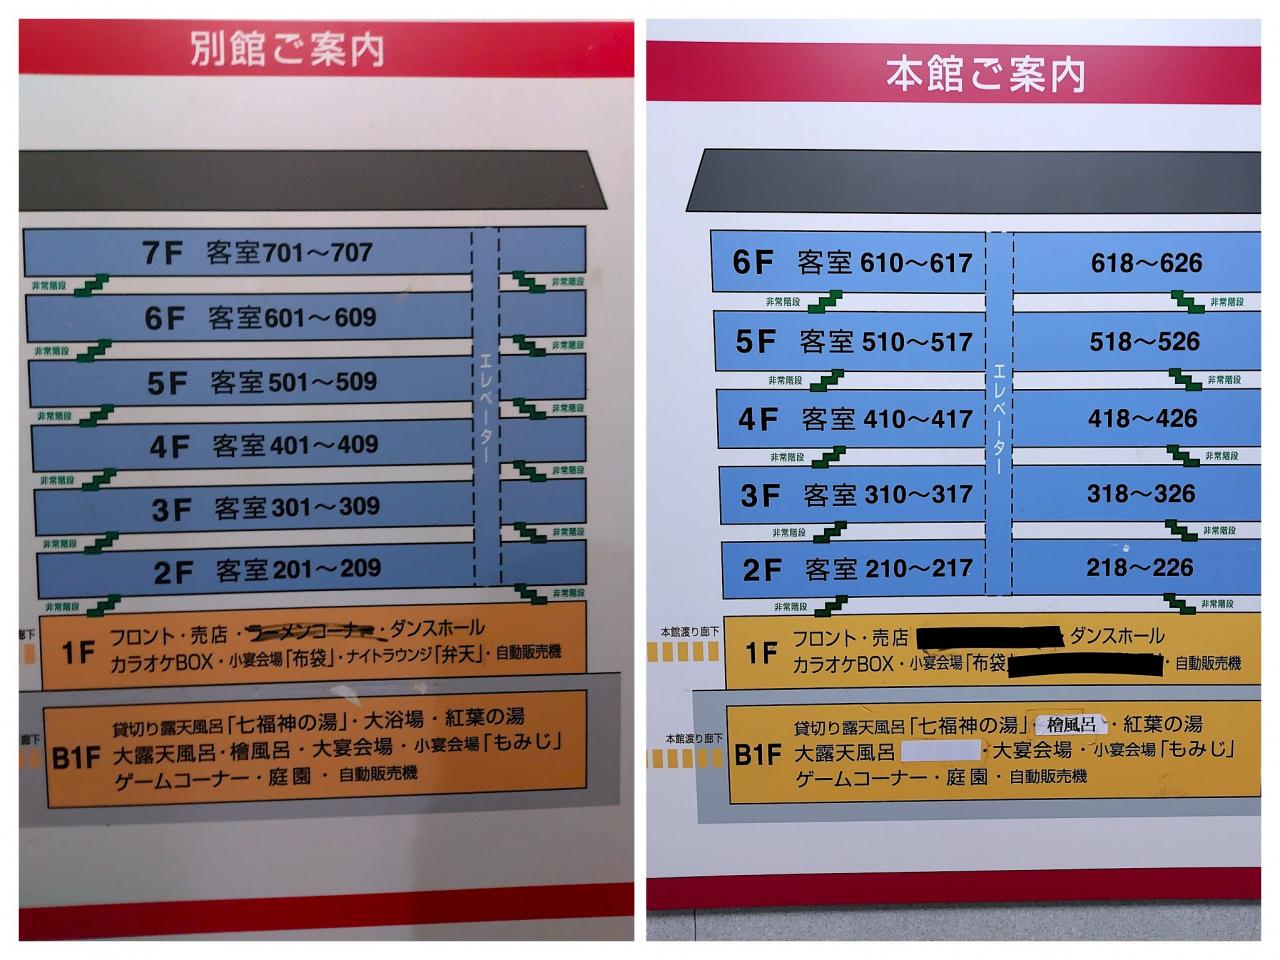 別館ご案内
7F 客室701～707
非常階段 非常階段
6F 客室601～609
非常階段 非常階段
5F 客室501～509
非常階段 非常階段
4F 客室401～409
非常階段 非常階段
3F 客室301～309
非常階段 非常階段
2F 客室201～209
非常階段 非常階段
エレベーター
廊下
1F フロント・売店・ラーメンコーナー・ダンスホール
カラオケBOX・小宴会場「布袋」・ナイトラウンジ「弁天」・自動販売機
廊下
B1F 貸切り露天風呂「七福神の湯」・大浴場・紅葉の湯
大露天風呂・檜風呂・大宴会場・小宴会場「もみじ」
ゲームコーナー・庭園・自動販売機
本館ご案内
6F 客室 610～617 618～626
非常階段 非常階段
5F 客室 510～517 518～526
非常階段 非常階段
4F 客室 410～417 418～426
非常階段 非常階段
3F 客室 310～317 318～326
非常階段 非常階段
2F 客室 210～217 218～226
非常階段 非常階段
エレベーター
本館渡り廊下
1F フロント・売店 ダンスホール
カラオケBOX・小宴会場「布袋」・自動販売機
本館渡り廊下
B1F 貸切り露天風呂「七福神の湯」・檜風呂・紅葉の湯
大露天風呂・大宴会場・小宴会場「もみじ」
ゲームコーナー・庭園・自動販売機